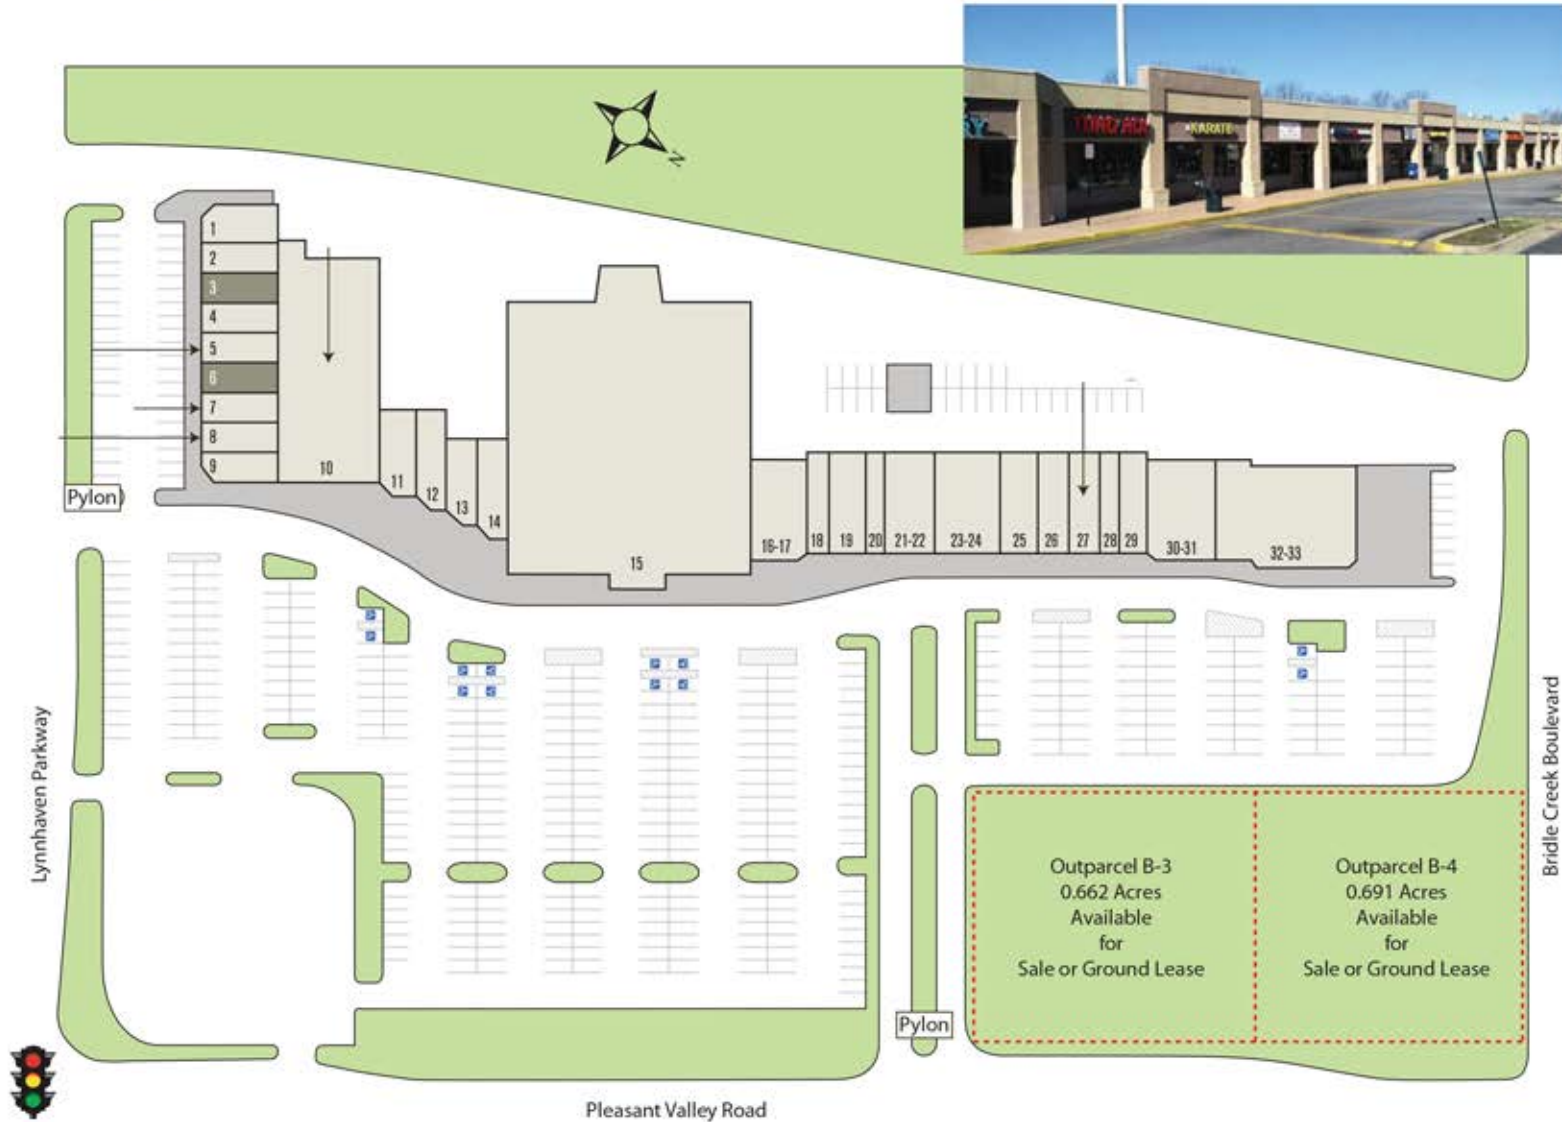 KARATE
N
1
2
3
4
5
6
7
8
9
10
11
12
13
14
15
16-17
18
19
20
21-22
23-24
25
26
27
28
29
30-31
32-33
Pylon
Lynnhaven Parkway
Bridle Creek Boulevard
Outparcel B-3
0.662 Acres
Available
for
Sale or Ground Lease
Outparcel B-4
0.691 Acres
Available
for
Sale or Ground Lease
Pylon
Pleasant Valley Road